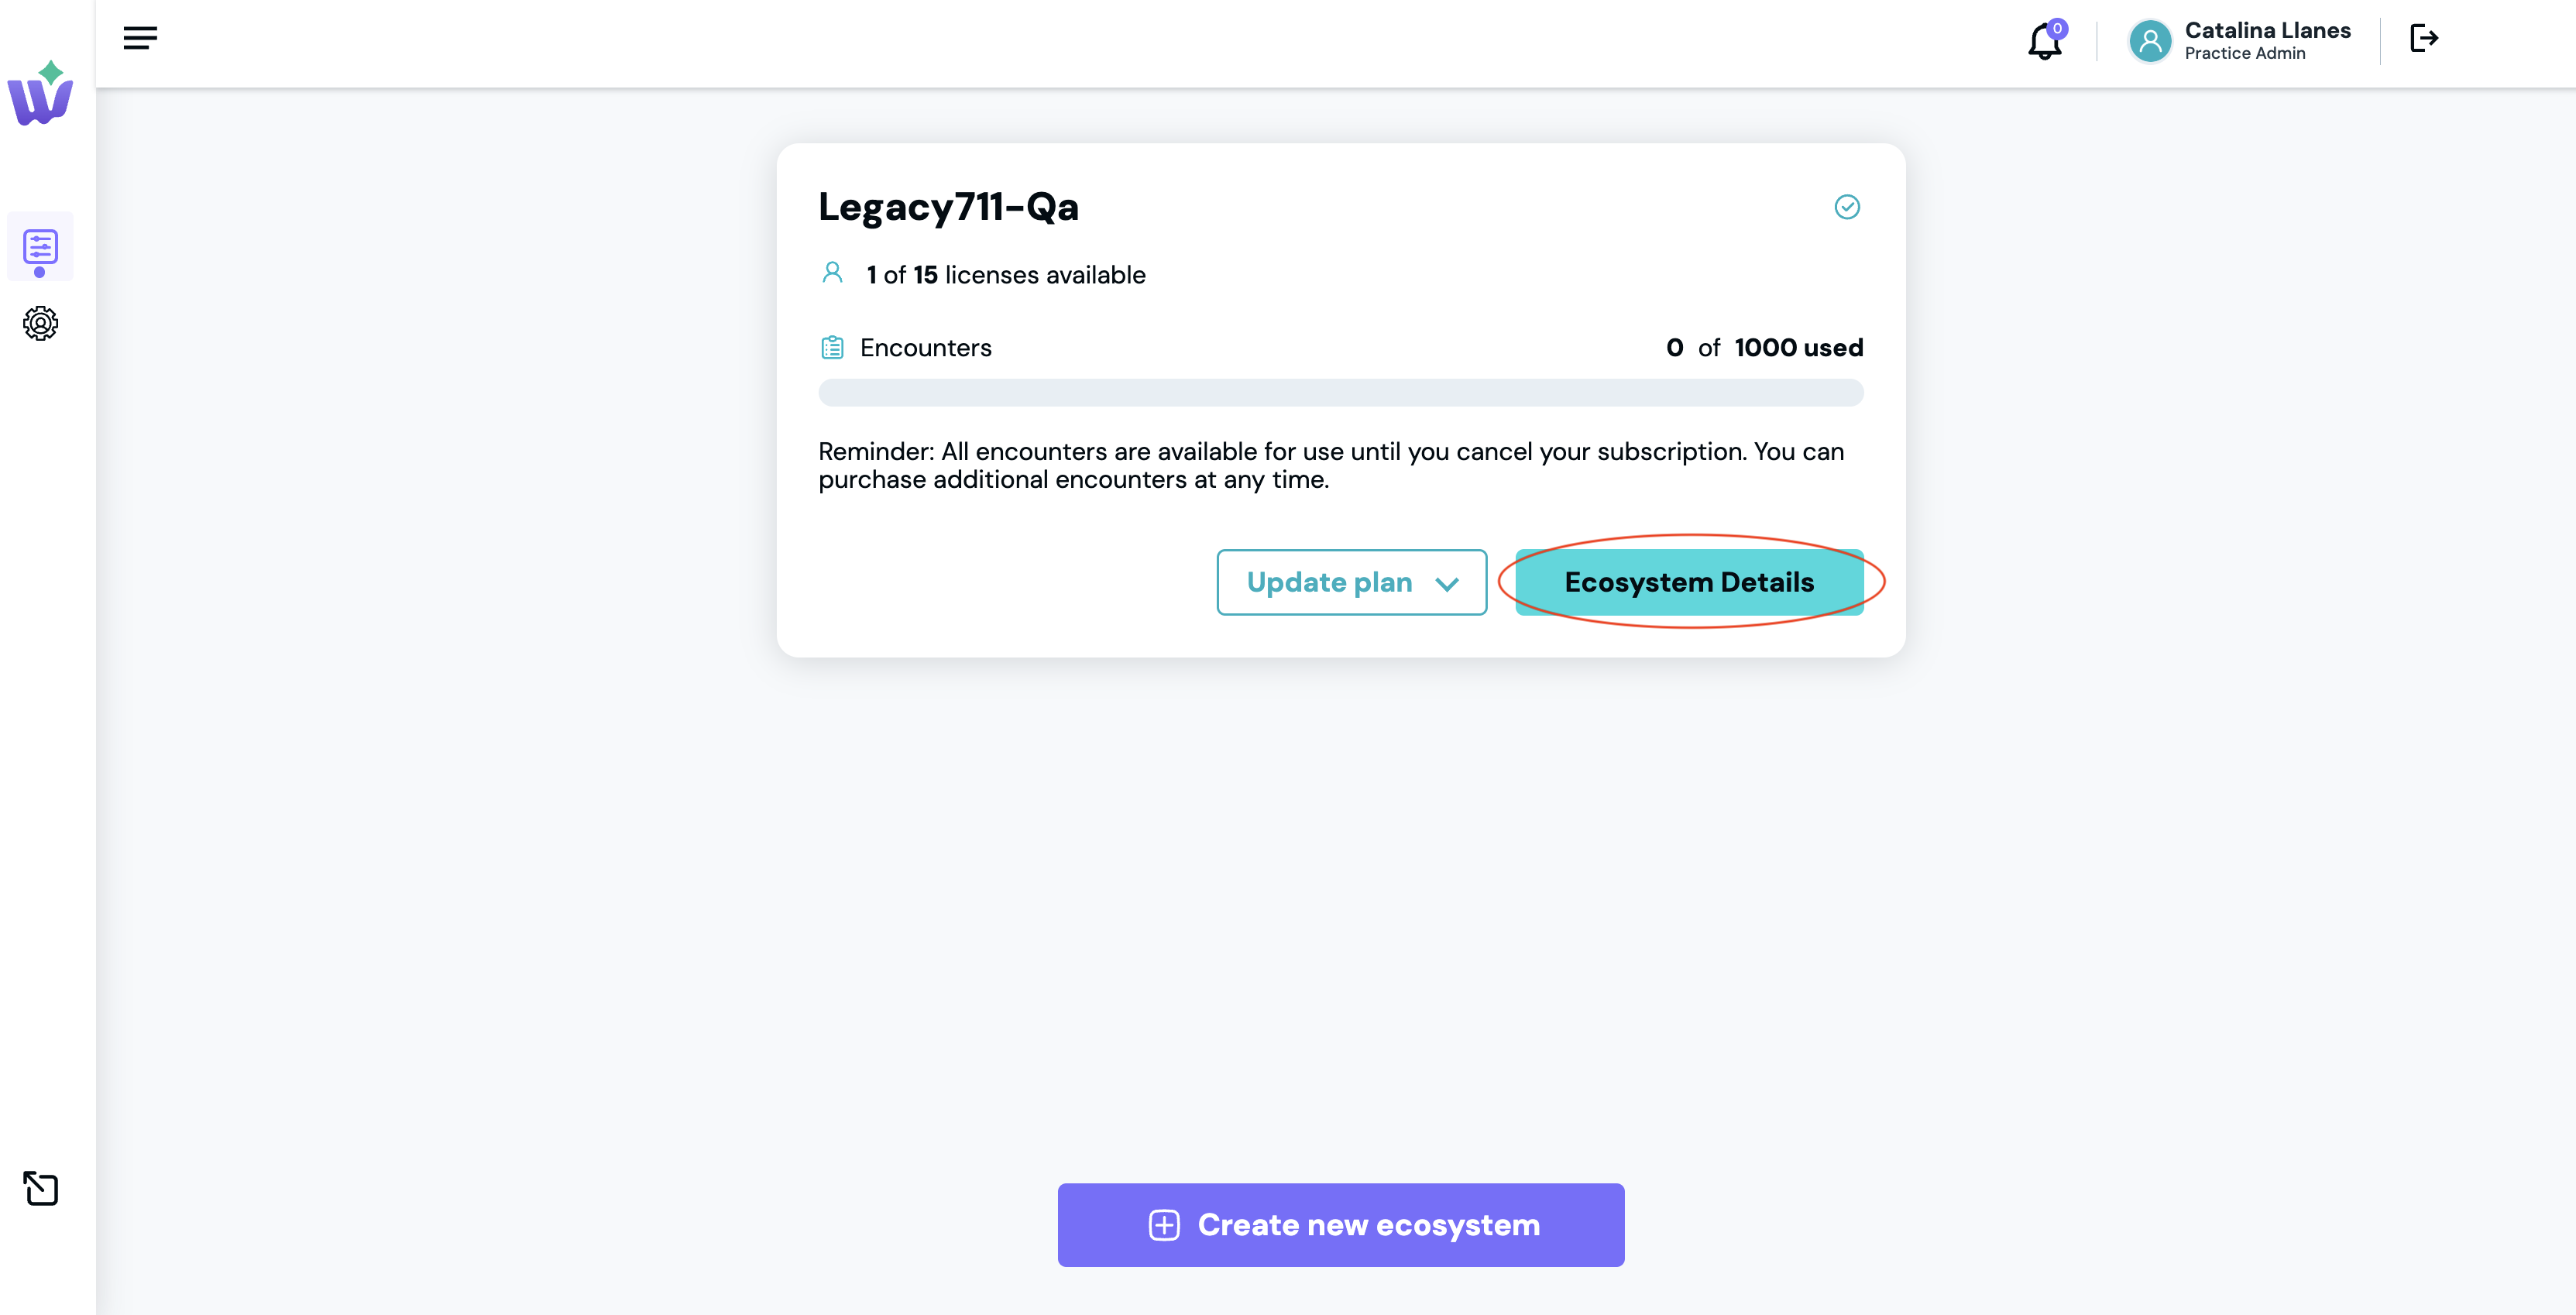 0
Catalina Llanes
Practice Admin
Legacy711-Qa
1 of 15 licenses available
Encounters 0 of 1000 used
Reminder: All encounters are available for use until you cancel your subscription. You can
purchase additional encounters at any time.
Update plan
Ecosystem Details
Create new ecosystem